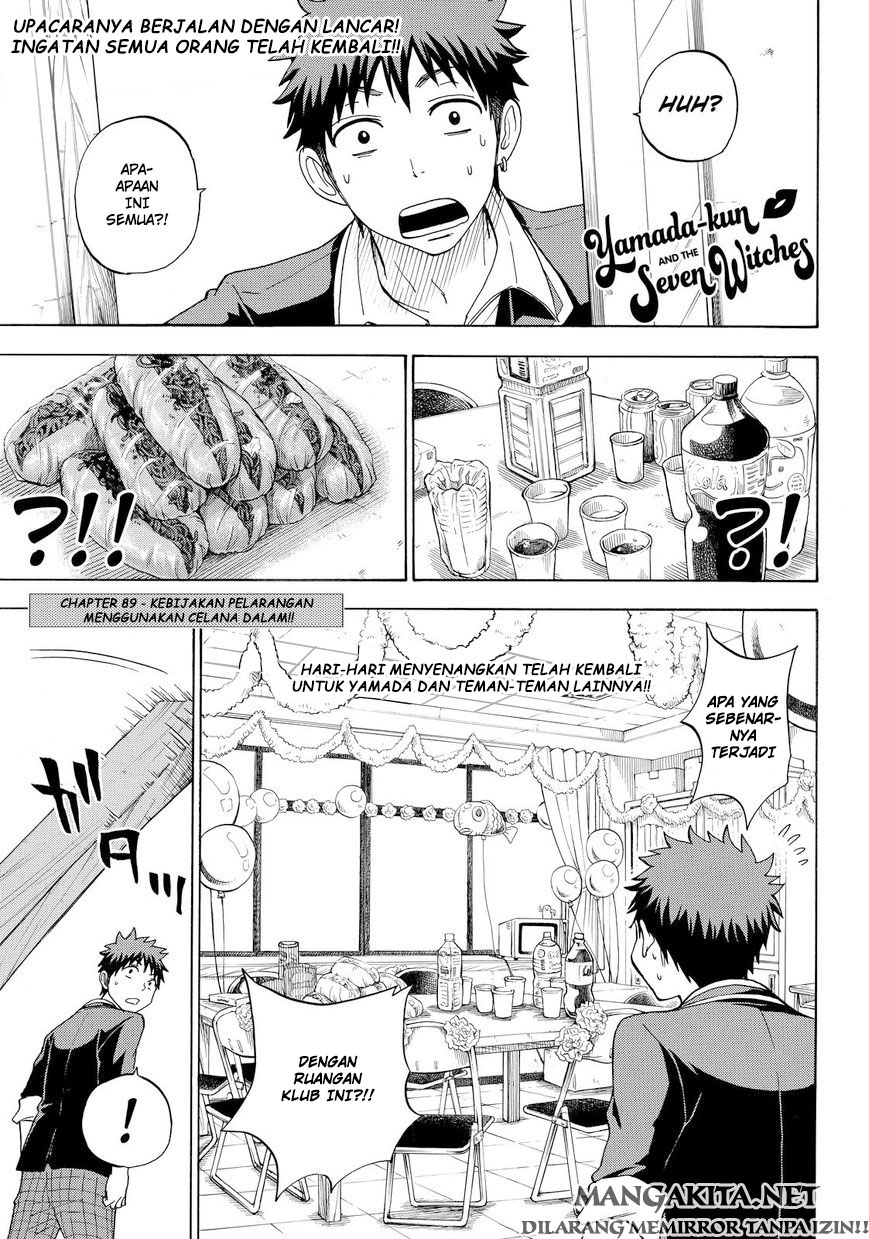 UPACARANYA BERJALAN DENGAN LANCAR!
INGATAN SEMUA ORANG TELAH KEMBALI!!
HUH?
APA-
APAAN
INI
SEMUA?!
Yamada-kun
AND THE
Seven Witches
?!
Cola
?!!
CHAPTER 89 - KEBIJAKAN PELARANGAN
MENGGUNAKAN CELANA DALAM!!
HARI-HARI MENYENANGKAN TELAH KEMBALI
UNTUK YAMADA DAN TEMAN-TEMAN LAINNYA!!
APA YANG
SEBENAR-
NYA
TERJADI
DENGAN
RUANGAN
KLUB INI?!!
ガタ...ッ
!
MANGAKITA.NET
DILARANG MEMIRROR TANPA IZIN!!